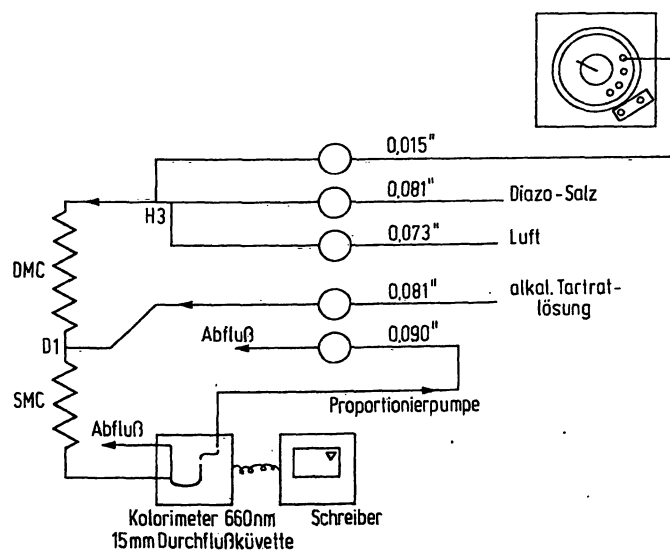 0,015"
0,081"
Diazo-Salz
H3
0,073"
Luft
DMC
0,081"
alkal. Tartrat-
lösung
D1
Abfluß
0,090"
SMC
Proportionierpumpe
Abfluß
Kolorimeter 660nm
15mm Durchflußküvette
Schreiber